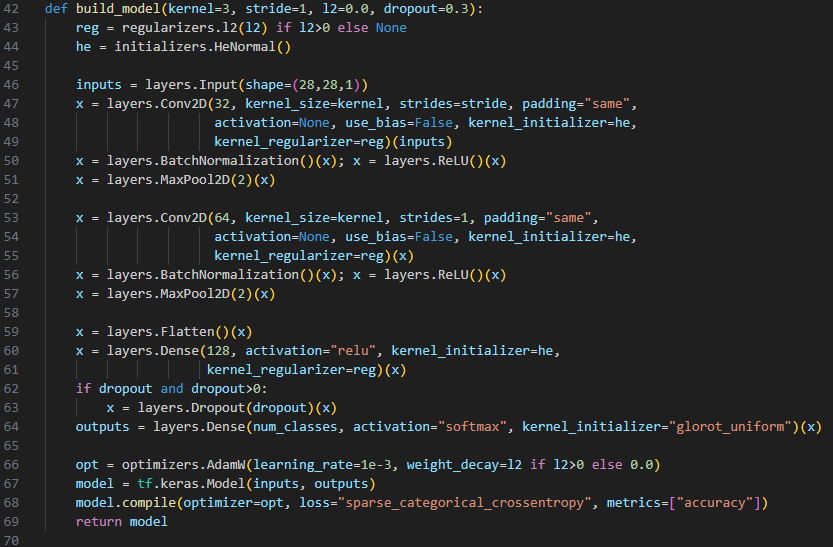 42 def build_model(kernel=3, stride=1, l2=0.0, dropout=0.3):
43     reg = regularizers.l2(l2) if l2>0 else None
44     he = initializers.HeNormal()
45
46     inputs = layers.Input(shape=(28,28,1))
47     x = layers.Conv2D(32, kernel_size=kernel, strides=stride, padding="same",
48                       activation=None, use_bias=False, kernel_initializer=he,
49                       kernel_regularizer=reg)(inputs)
50     x = layers.BatchNormalization()(x); x = layers.ReLU()(x)
51     x = layers.MaxPool2D(2)(x)
52
53     x = layers.Conv2D(64, kernel_size=kernel, strides=1, padding="same",
54                       activation=None, use_bias=False, kernel_initializer=he,
55                       kernel_regularizer=reg)(x)
56     x = layers.BatchNormalization()(x); x = layers.ReLU()(x)
57     x = layers.MaxPool2D(2)(x)
58
59     x = layers.Flatten()(x)
60     x = layers.Dense(128, activation="relu", kernel_initializer=he,
61                      kernel_regularizer=reg)(x)
62     if dropout and dropout>0:
63         x = layers.Dropout(dropout)(x)
64     outputs = layers.Dense(num_classes, activation="softmax", kernel_initializer="glorot_uniform")(x)
65
66     opt = optimizers.AdamW(learning_rate=1e-3, weight_decay=l2 if l2>0 else 0.0)
67     model = tf.keras.Model(inputs, outputs)
68     model.compile(optimizer=opt, loss="sparse_categorical_crossentropy", metrics=["accuracy"])
69     return model
70